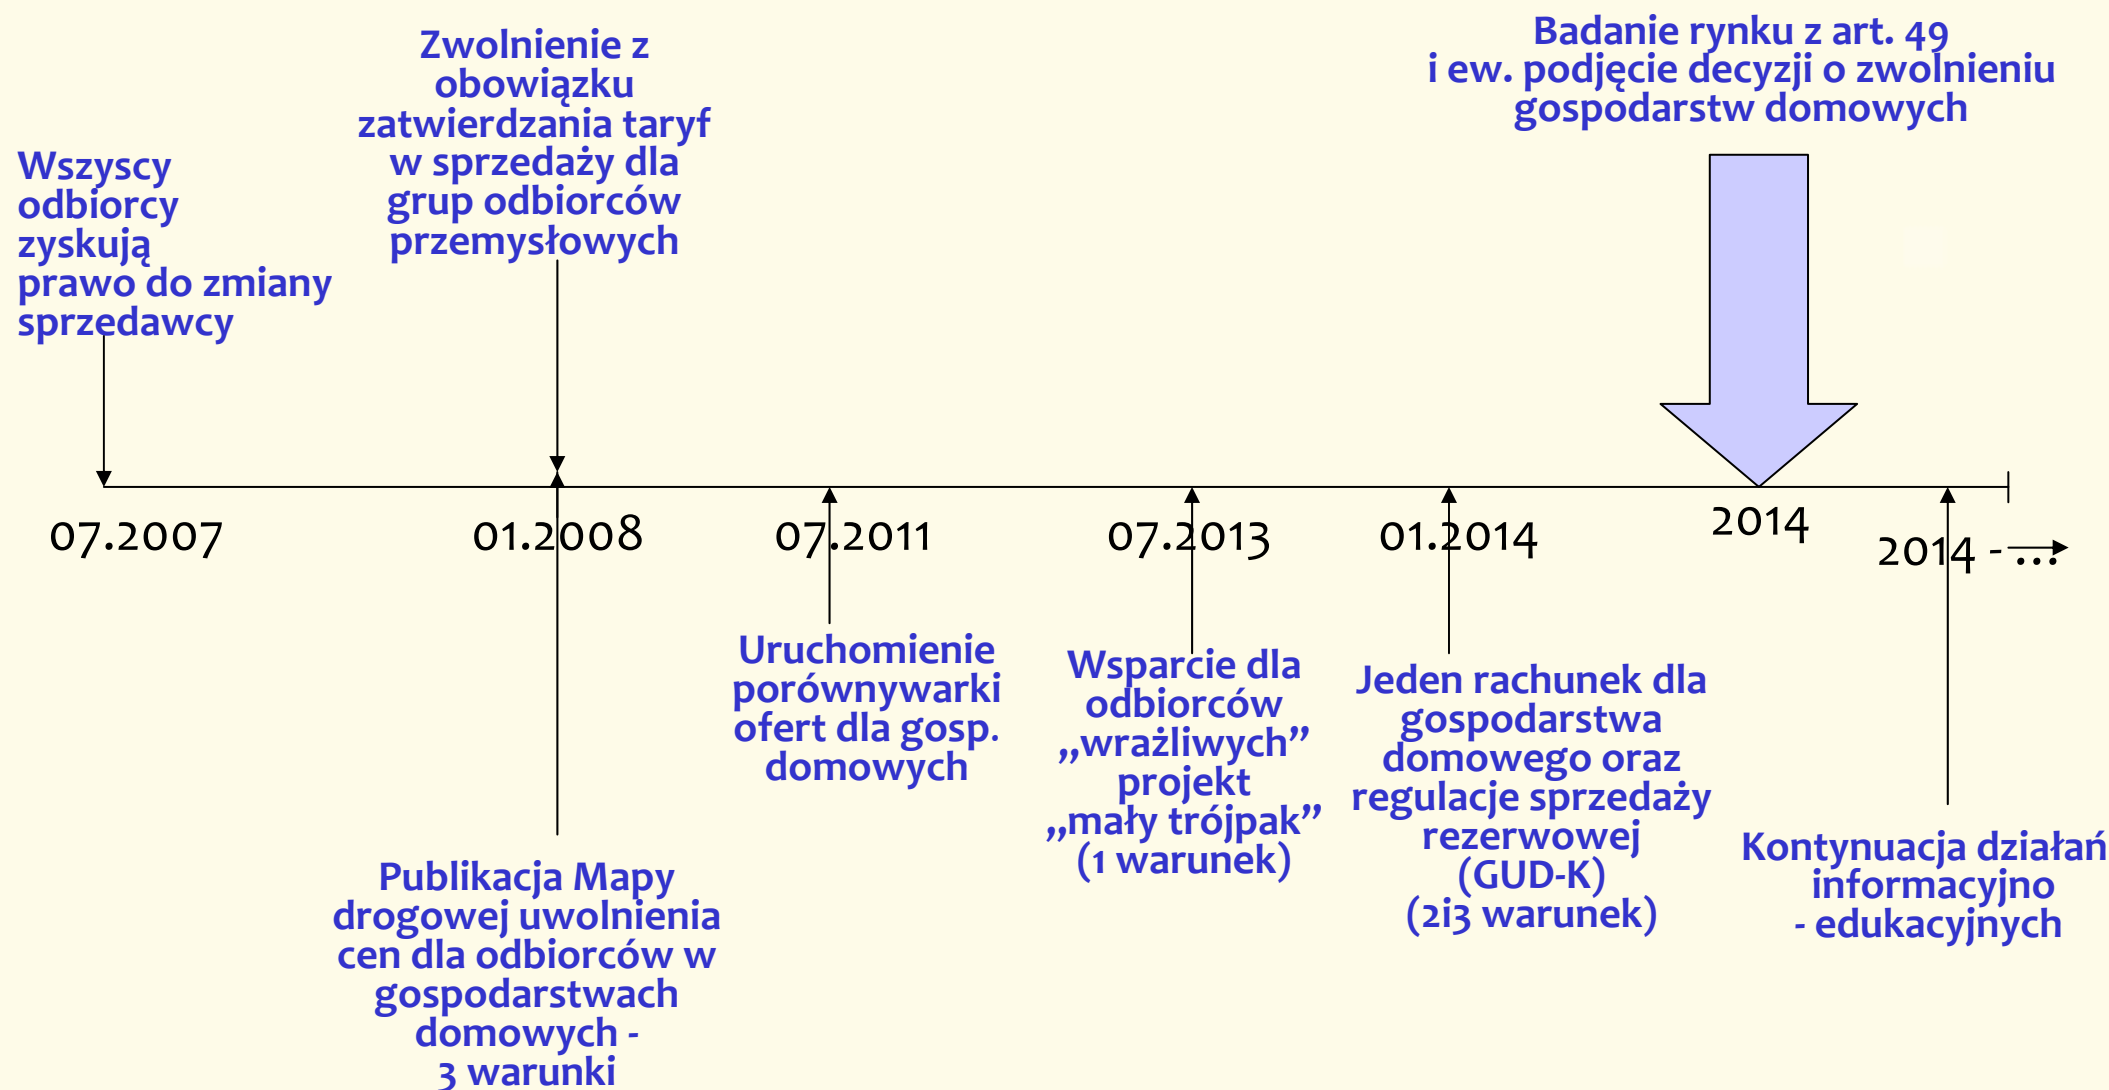 Wszyscy
odbiorcy
zyskują
prawo do zmiany
sprzedawcy
Zwolnienie z
obowiązku
zatwierdzania taryf
w sprzedaży dla
grup odbiorców
przemysłowych
Badanie rynku z art. 49
i ew. podjęcie decyzji o zwolnieniu
gospodarstw domowych
07.2007
01.2008
07.2011
07.2013
01.2014
2014
2014 - ...
Publikacja Mapy
drogowej uwolnienia
cen dla odbiorców w
gospodarstwach
domowych -
3 warunki
Uruchomienie
porównywarki
ofert dla gosp.
domowych
Wsparcie dla
odbiorców
„wrażliwych”
projekt
„mały trójpak”
(1 warunek)
Jeden rachunek dla
gospodarstwa
domowego oraz
regulacje sprzedaży
rezerwowej
(GUD-K)
(2i3 warunek)
Kontynuacja działań
informacyjno
- edukacyjnych